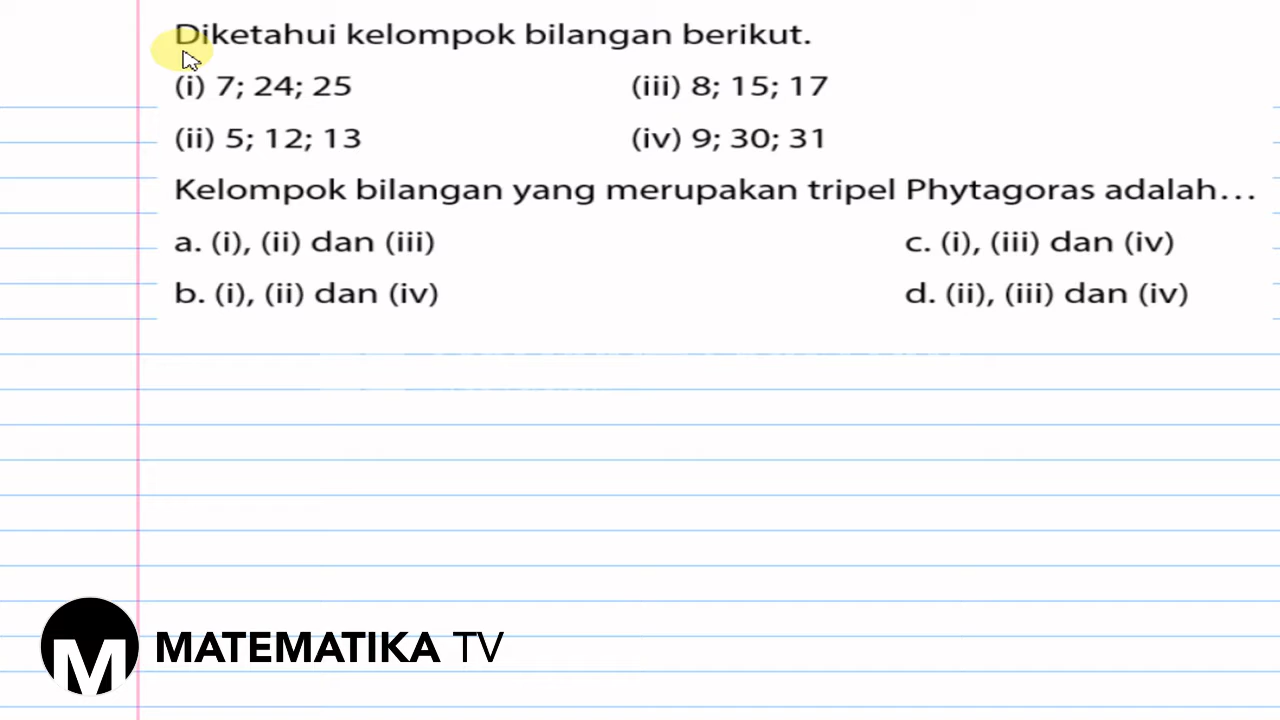 Diketahui kelompok bilangan berikut.
(i) 7; 24; 25 (iii) 8; 15; 17
(ii) 5; 12; 13 (iv) 9; 30; 31
Kelompok bilangan yang merupakan tripel Phytagoras adalah...
a. (i), (ii) dan (iii) c. (i), (iii) dan (iv)
b. (i), (ii) dan (iv) d. (ii), (iii) dan (iv)
M MATEMATIKA TV